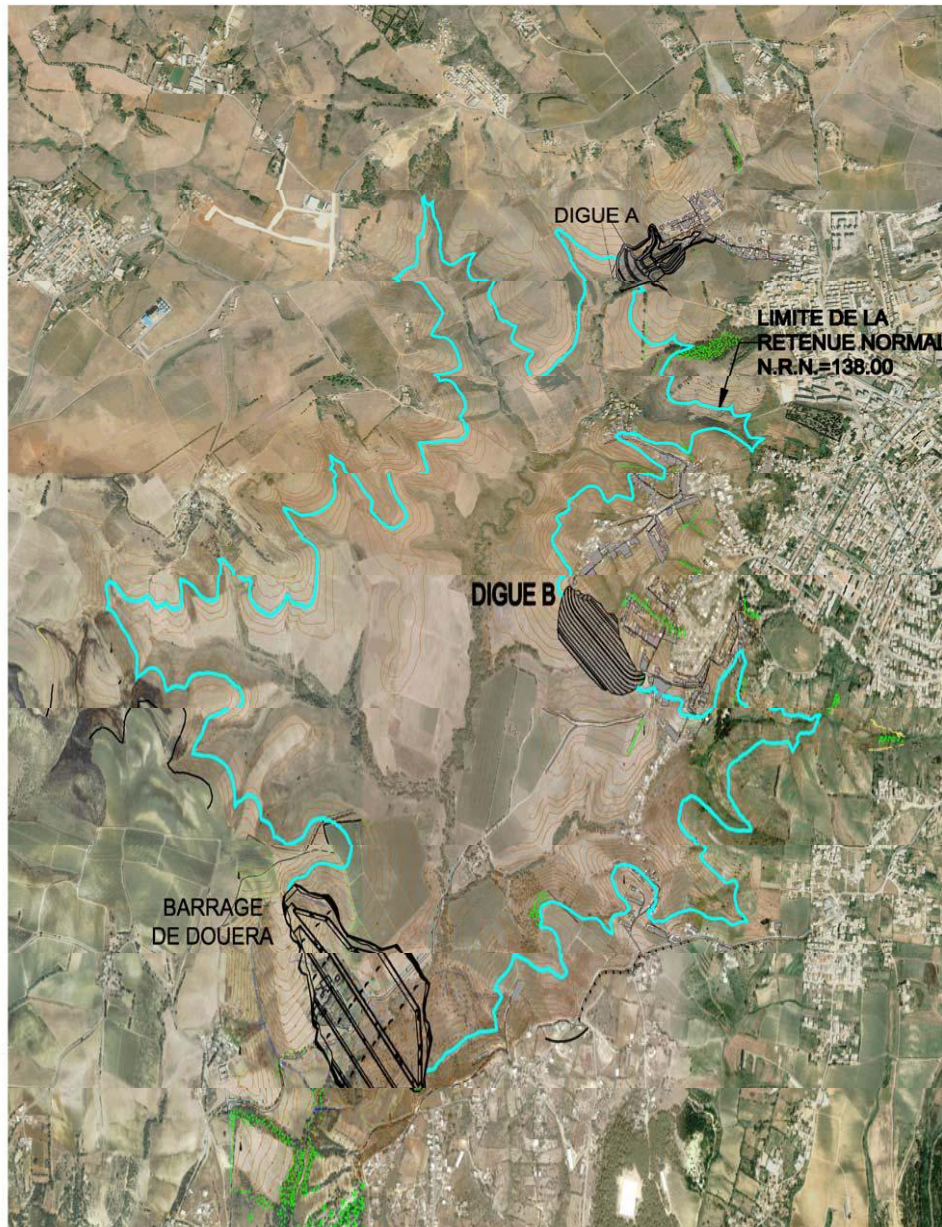 DIGUE A
LIMITE DE LA
RETENUE NORMAL
N.R.N.=138.00
DIGUE B
BARRAGE
DE DOUERA